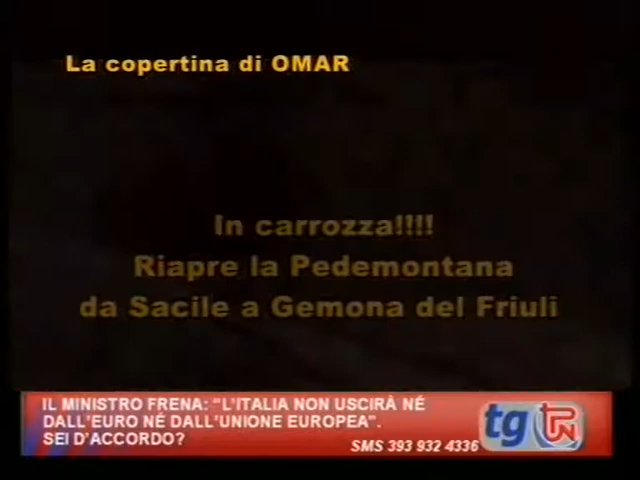 La copertina di OMAR
In carrozza!!!!
Riapre la Pedemontana
da Sacile a Gemona del Friuli
IL MINISTRO FRENA: “L’ITALIA NON USCIRÀ NÉ
DALL’EURO NÉ DALL’UNIONE EUROPEA”.
SEI D’ACCORDO?
SMS 393 932 4336
tg TPN